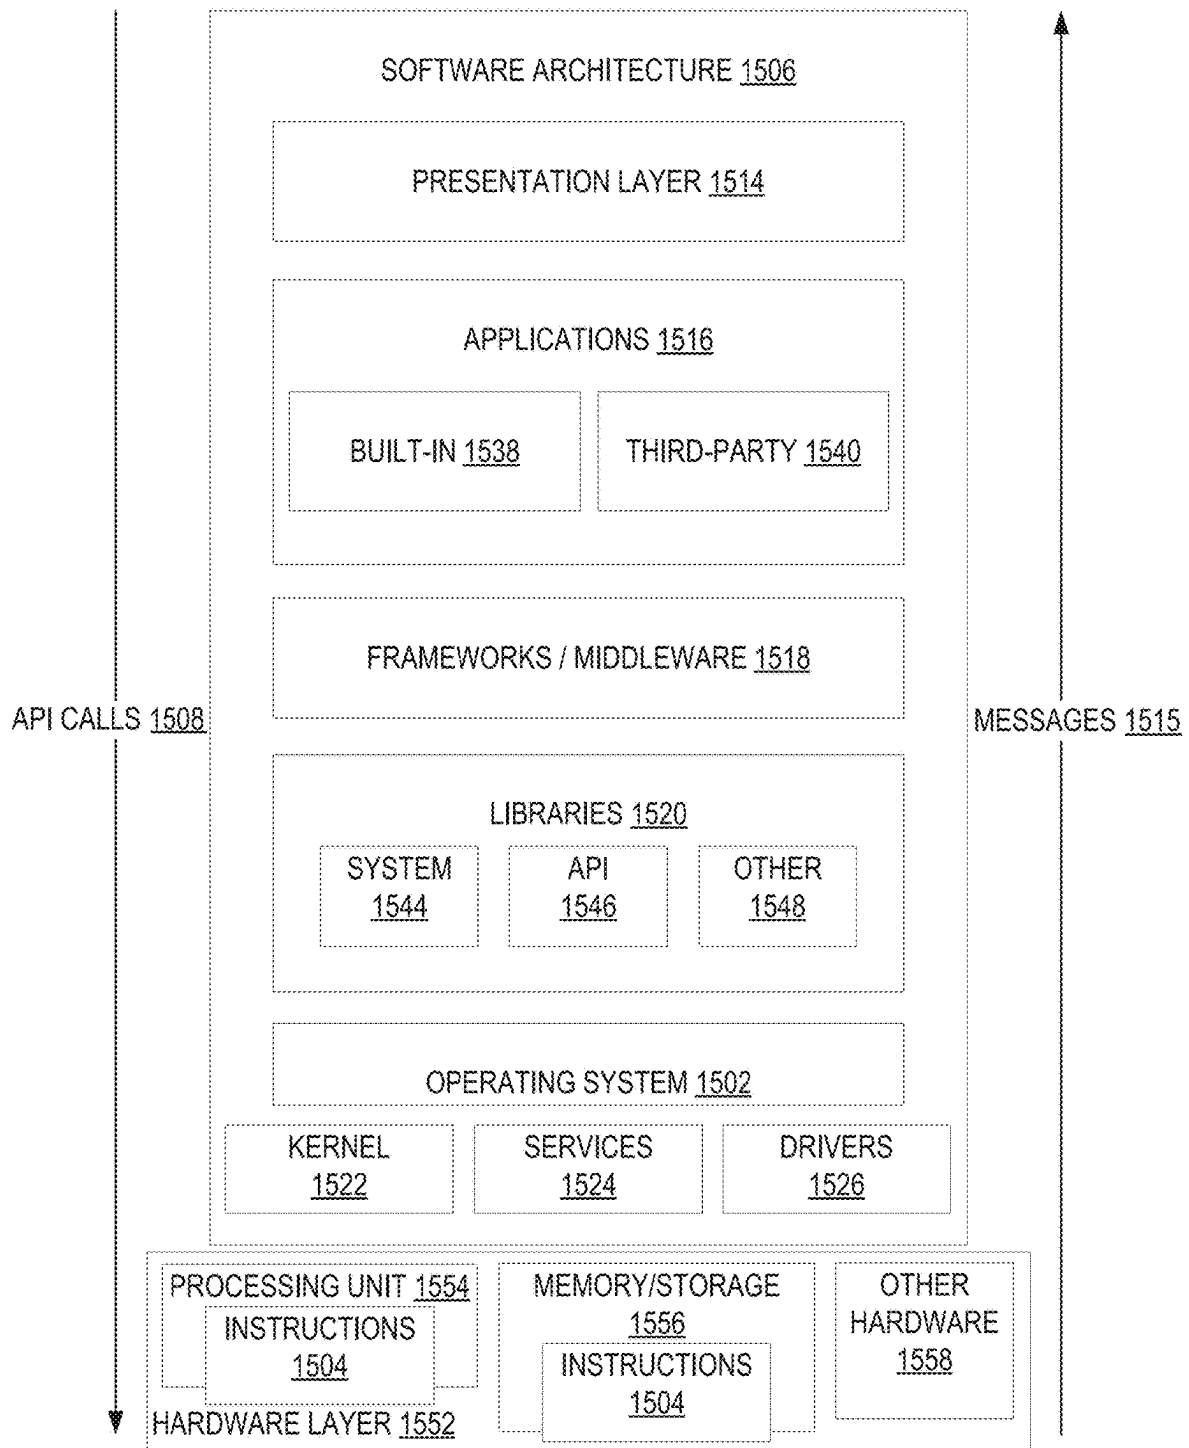 SOFTWARE ARCHITECTURE 1506
PRESENTATION LAYER 1514
APPLICATIONS 1516
BUILT-IN 1538
THIRD-PARTY 1540
FRAMEWORKS / MIDDLEWARE 1518
API CALLS 1508
MESSAGES 1515
LIBRARIES 1520
SYSTEM
1544
API
1546
OTHER
1548
OPERATING SYSTEM 1502
KERNEL
1522
SERVICES
1524
DRIVERS
1526
PROCESSING UNIT 1554
INSTRUCTIONS
1504
MEMORY/STORAGE
1556
INSTRUCTIONS
1504
OTHER
HARDWARE
1558
HARDWARE LAYER 1552